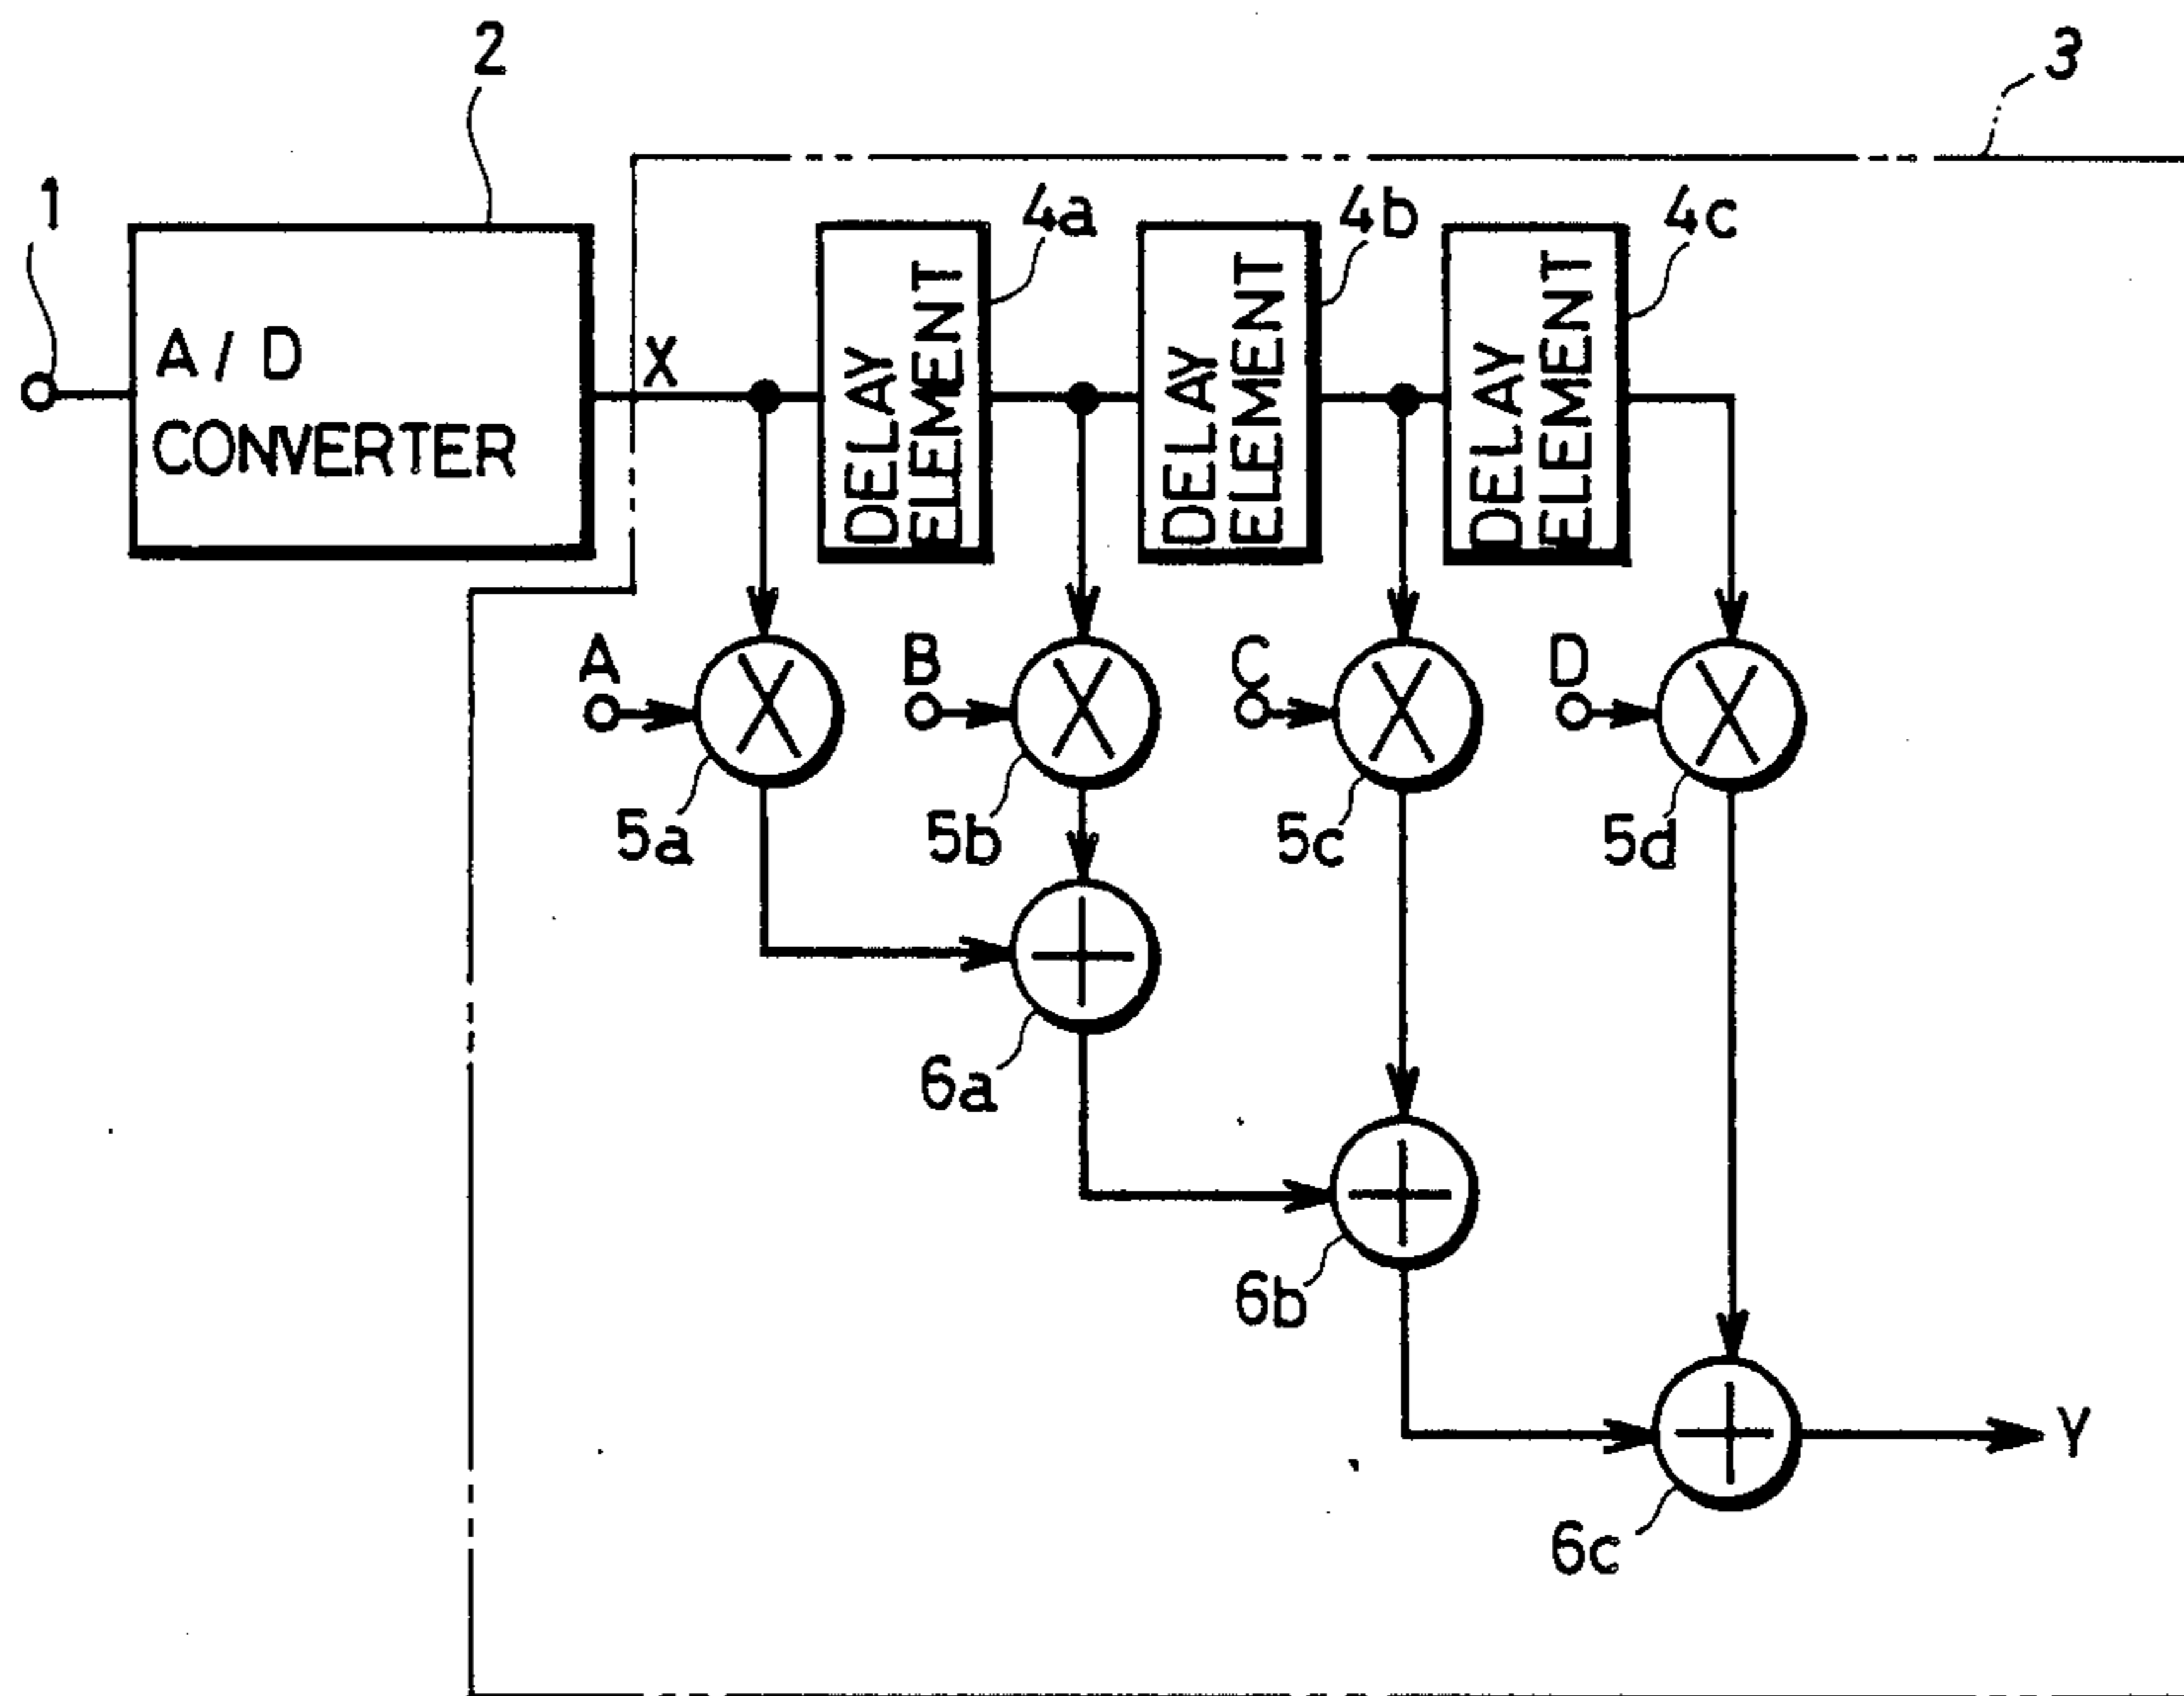 2
3
1
4a
4b
4c
A/D
CONVERTER
X
DELAY
ELEMENT
DELAY
ELEMENT
DELAY
ELEMENT
A
B
C
D
5a
5b
5c
5d
6a
6b
Y
6c